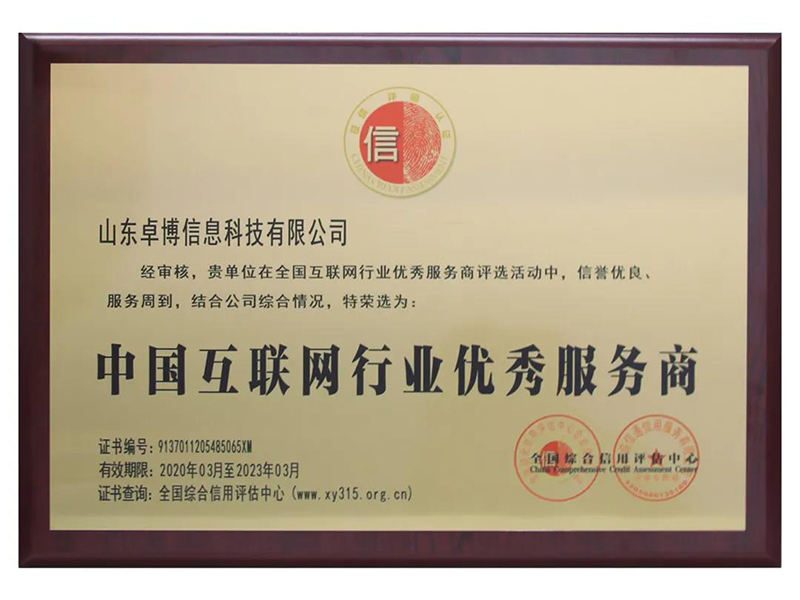 信
山东卓博信息科技有限公司
经审核，贵单位在全国互联网行业优秀服务商评选活动中，信誉优良、
服务周到，结合公司综合情况，特荣选为：
中国互联网行业优秀服务商
证书编号：9137011205485065XM
有效期限：2020年03月至2023年03月
证书查询：全国综合信用评估中心（www.xy315.org.cn）
全国综合信用评估中心
China Comprehensive Credit Assessment Center